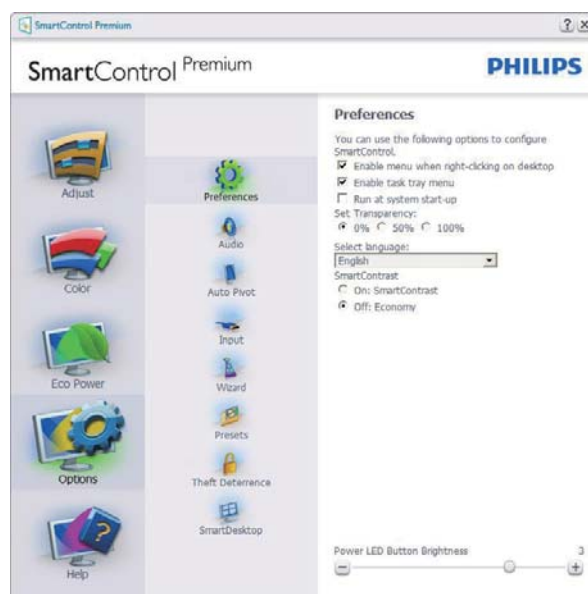 SmartControl Premium
SmartControl Premium
PHILIPS
Adjust
Color
Eco Power
Options
Help
Preferences
Audio
Auto Pivot
Input
Wizard
Presets
Theft Deterrence
SmartDesktop
Preferences
You can use the following options to configure
SmartControl.
Enable menu when right-clicking on desktop
Enable task tray menu
Run at system start-up
Set Transparency:
0% 50% 100%
Select language:
English
SmartContrast
On: SmartContrast
Off: Economy
Power LED Button Brightness 3